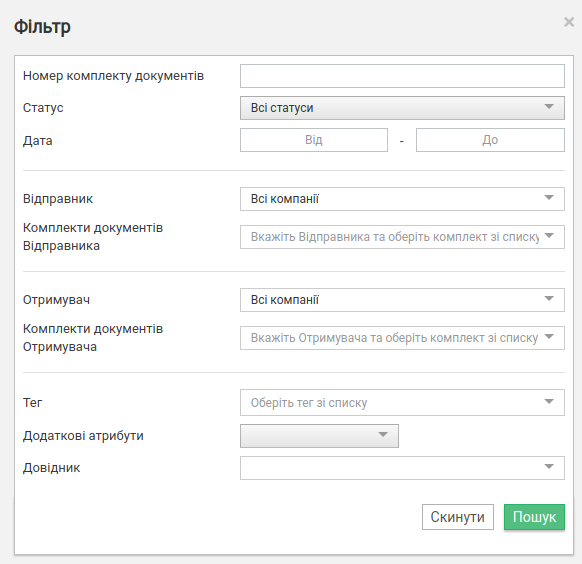 Фільтр
×
Номер комплекту документів
Статус
Всі статуси
Дата
Від
-
До
Відправник
Всі компанії
Комплекти документів
Відправника
Вкажіть Відправника та оберіть комплект зі списку
Отримувач
Всі компанії
Комплекти документів
Отримувача
Вкажіть Отримувача та оберіть комплект зі списку
Тег
Оберіть тег зі списку
Додаткові атрибути
Довідник
Скинути
Пошук